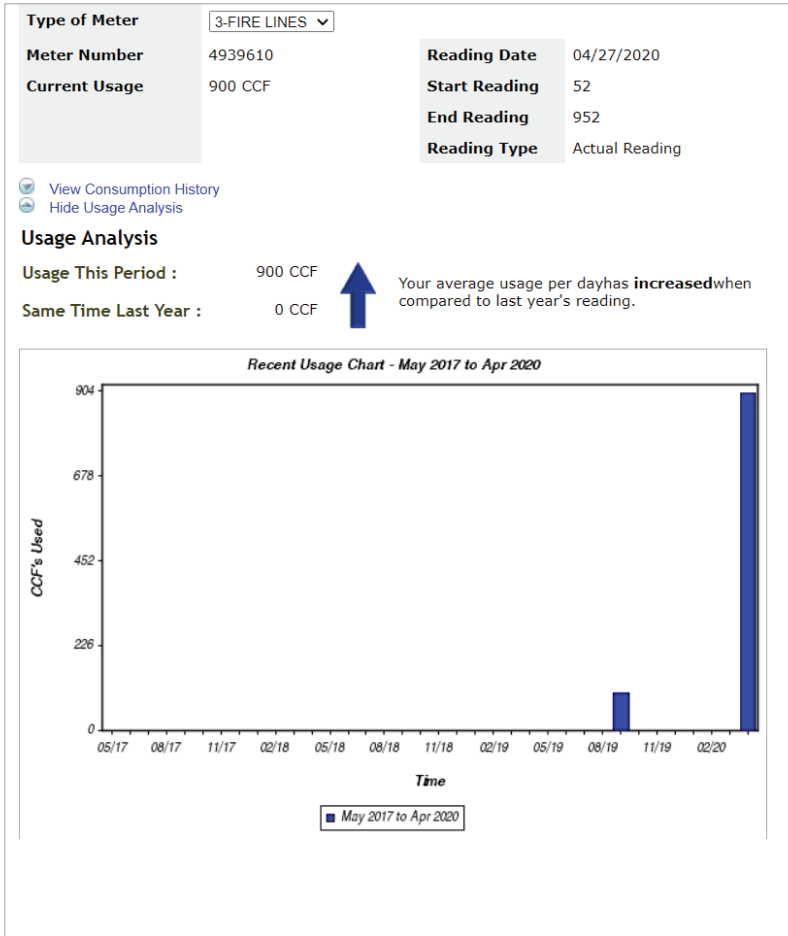 Type of Meter 3-FIRE LINES
Meter Number 4939610 Reading Date 04/27/2020
Current Usage 900 CCF Start Reading 52
End Reading 952
Reading Type Actual Reading
View Consumption History
Hide Usage Analysis
Usage Analysis
Usage This Period : 900 CCF
Same Time Last Year : 0 CCF
Your average usage per dayhas increasedwhen
compared to last year's reading.
Recent Usage Chart - May 2017 to Apr 2020
904
678
452
226
0
CCF's Used
05/17 08/17 11/17 02/18 05/18 08/18 11/18 02/19 05/19 08/19 11/19 02/20
Time
May 2017 to Apr 2020